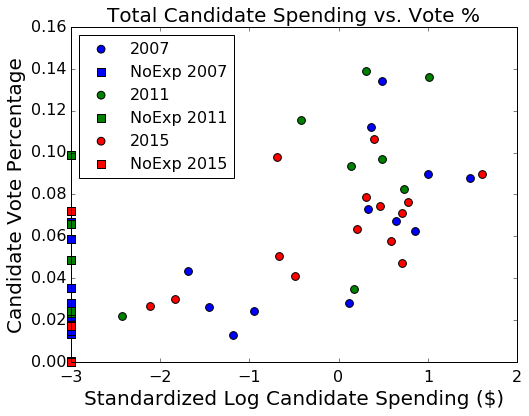 Total Candidate Spending vs. Vote %
0.16
0.14
0.12
0.10
0.08
0.06
0.04
0.02
0.00
Candidate Vote Percentage
2007
NoExp 2007
2011
NoExp 2011
2015
NoExp 2015
−3 −2 −1 0 1 2
Standardized Log Candidate Spending ($)